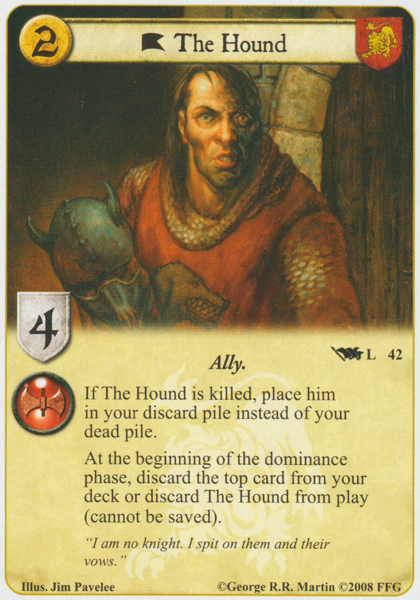 2
The Hound
4
Ally.
L 42
If The Hound is killed, place him
in your discard pile instead of your
dead pile.
At the beginning of the dominance
phase, discard the top card from your
deck or discard The Hound from play
(cannot be saved).
“I am no knight. I spit on them and their
vows.”
Illus. Jim Pavelee
©George R.R. Martin ©2008 FFG